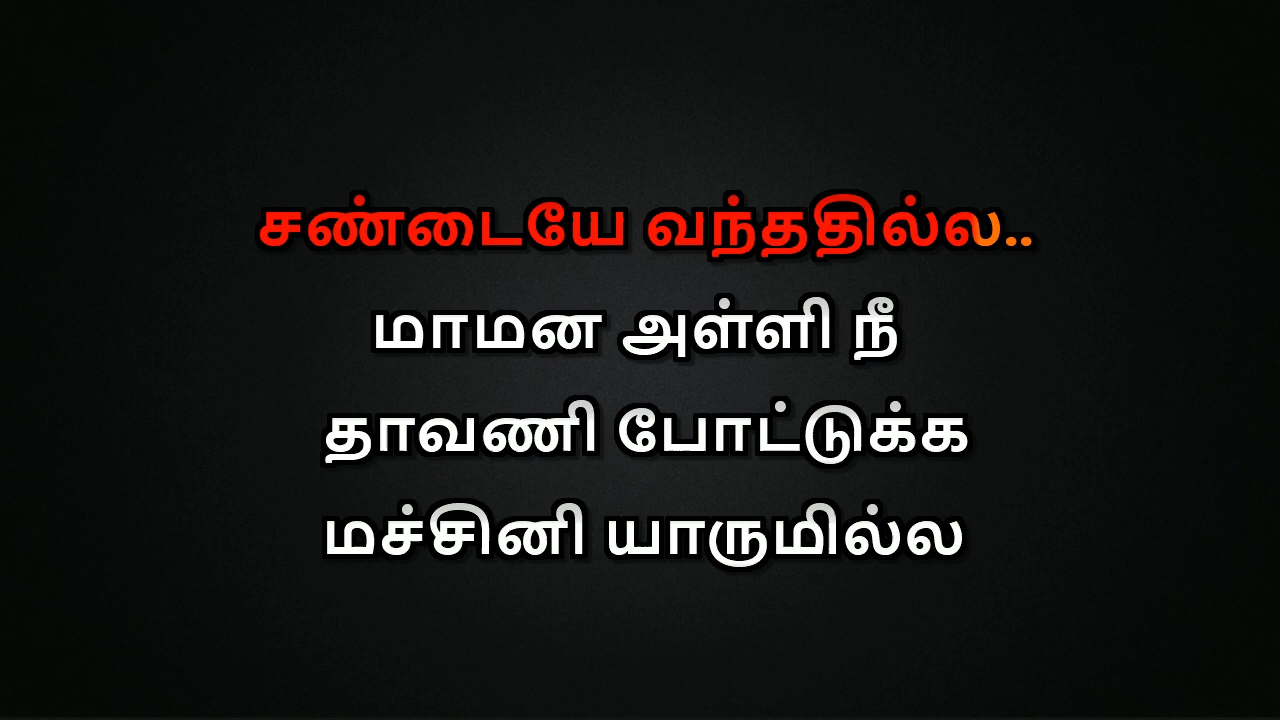 சண்டையே வந்ததில்ல..
மாமன அள்ளி நீ
தாவணி போட்டுக்க
மச்சினி யாருமில்ல